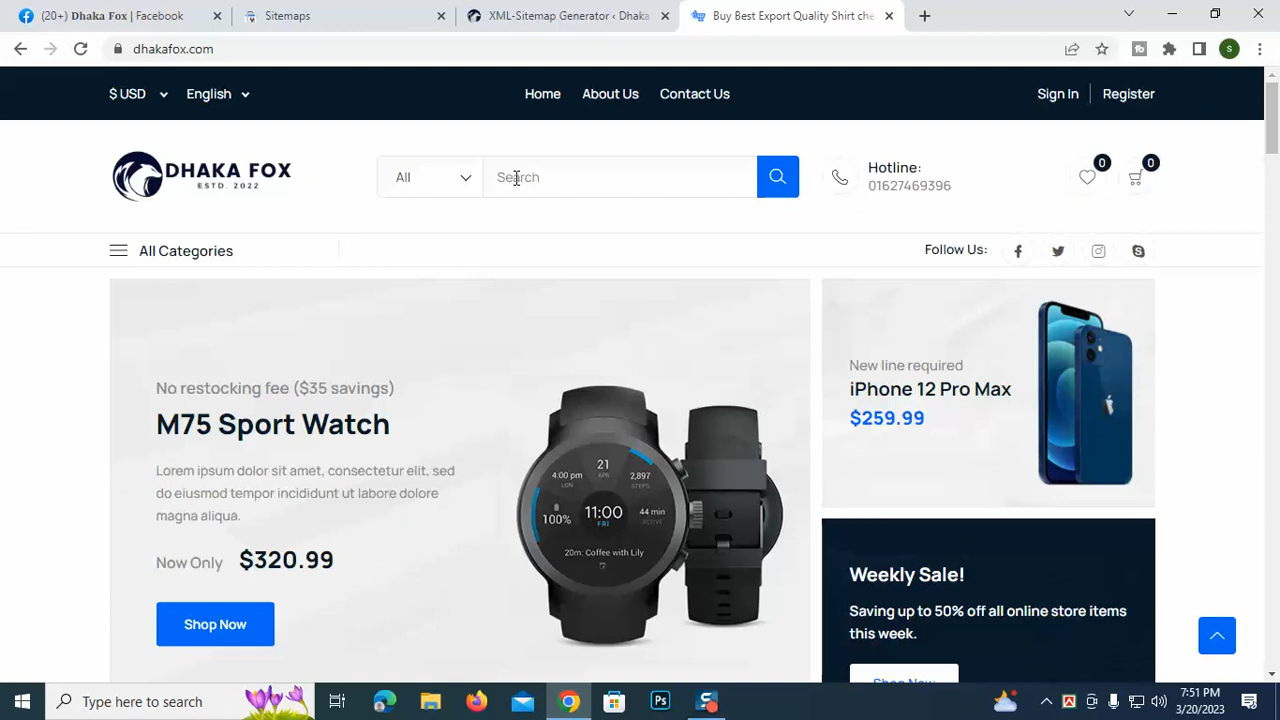 (20+) Dhaka Fox | Facebook
Sitemaps
XML-Sitemap Generator ‹ Dhaka
Buy Best Export Quality Shirt che
dhakafox.com
S
$ USD
English
Home
About Us
Contact Us
Sign In
Register
DHAKA FOX
ESTD. 2022
All
Search
Hotline:
01627469396
0
0
All Categories
Follow Us:
No restocking fee ($35 savings)
M75 Sport Watch
Lorem ipsum dolor sit amet, consectetur elit, sed
do eiusmod tempor incididunt ut labore dolore
magna aliqua.
Now Only $320.99
Shop Now
4:00 pm
LON
21
APR
2,897
STEPS
100%
11:00
FRI
44 min
ACTIVE
20m: Coffee with Lily
New line required
iPhone 12 Pro Max
$259.99
Weekly Sale!
Saving up to 50% off all online store items
this week.
Shop Now
Type here to search
Ps
7:51 PM
3/20/2023